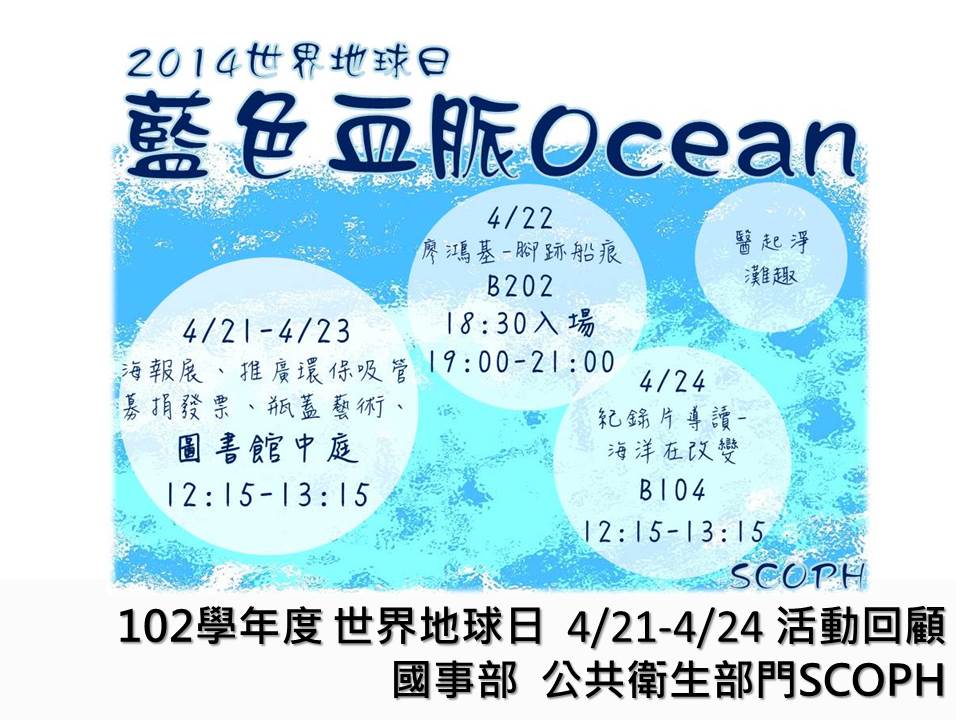 2014世界地球日
藍色血脈Ocean
4/21-4/23
海報展、推廣環保吸管
募捐發票、瓶蓋藝術、
圖書館中庭
12:15-13:15
4/22
廖鴻基-腳跡船痕
B202
18:30入場
19:00-21:00
醫起淨
灘趣
4/24
紀錄片導讀-
海洋在改變
B104
12:15-13:15
SCOPH
102學年度 世界地球日 4/21-4/24 活動回顧
國事部 公共衛生部門SCOPH